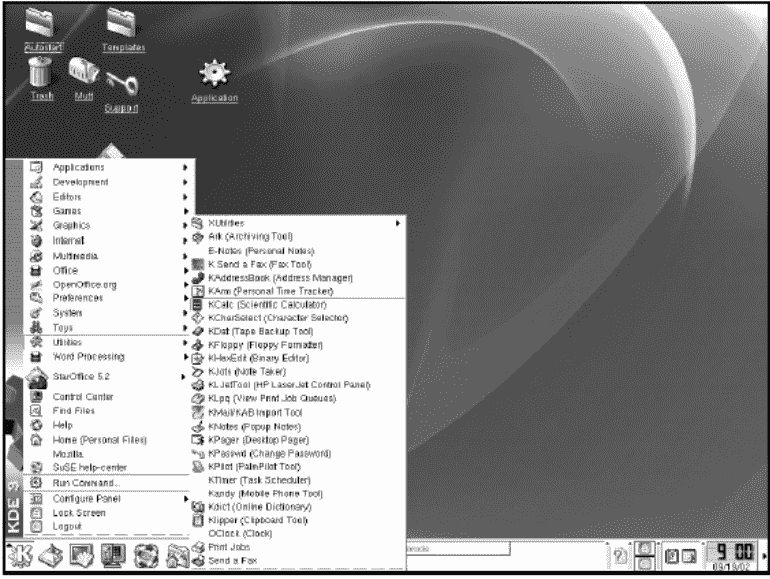 Autostart
Templates
Trash
Mutt
Support
Application
Applications
Development
Editors
Games
Graphics
Internet
Multimedia
Office
OpenOffice.org
Preferences
System
Toys
Utilities
Word Processing
StarOffice 5.2
Control Center
Find Files
Help
Home (Personal Files)
Mozilla
SuSE help-center
Run Command...
Configure Panel
Lock Screen
Logout
KDE
XUtilities
Ark (Archiving Tool)
E-Notes (Personal Notes)
K Send a Fax (Fax Tool)
KAddressBook (Address Manager)
KArm (Personal Time Tracker)
KCalc (Scientific Calculator)
KCharSelect (Character Selector)
KDat (Tape Backup Tool)
KFloppy (Floppy Formatter)
KHexEdit (Binary Editor)
KJots (Note Taker)
KLJetTool (HP LaserJet Control Panel)
KLpq (View Print Job Queues)
KMail/KAB Import Tool
KNotes (Popup Notes)
KPager (Desktop Pager)
KPasswd (Change Password)
KPilot (PalmPilot Tool)
KTimer (Task Scheduler)
Kandy (Mobile Phone Tool)
Kdict (Online Dictionary)
Klipper (Clipboard Tool)
OClock (Clock)
Print Jobs
Send a Fax
9 00
09/19/02